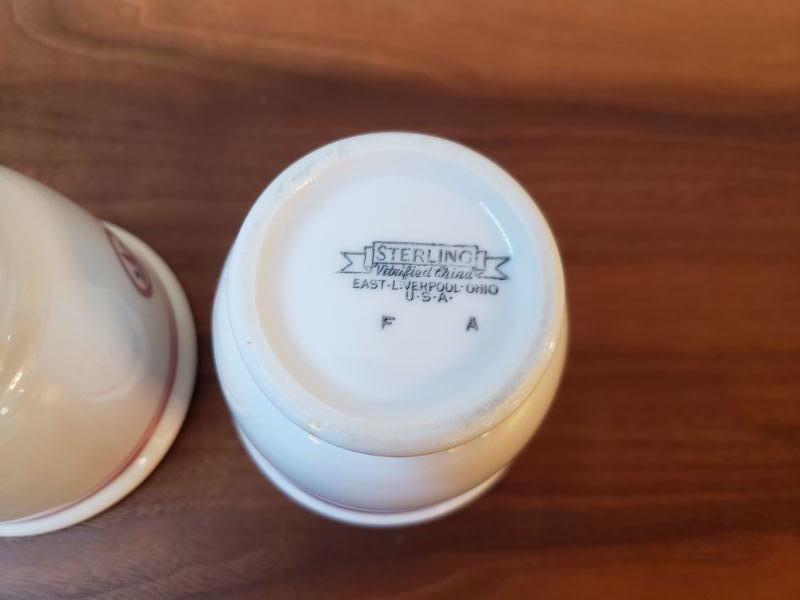 STERLING
Vitrified China
EAST·LIVERPOOL·OHIO
U·S·A·
F A